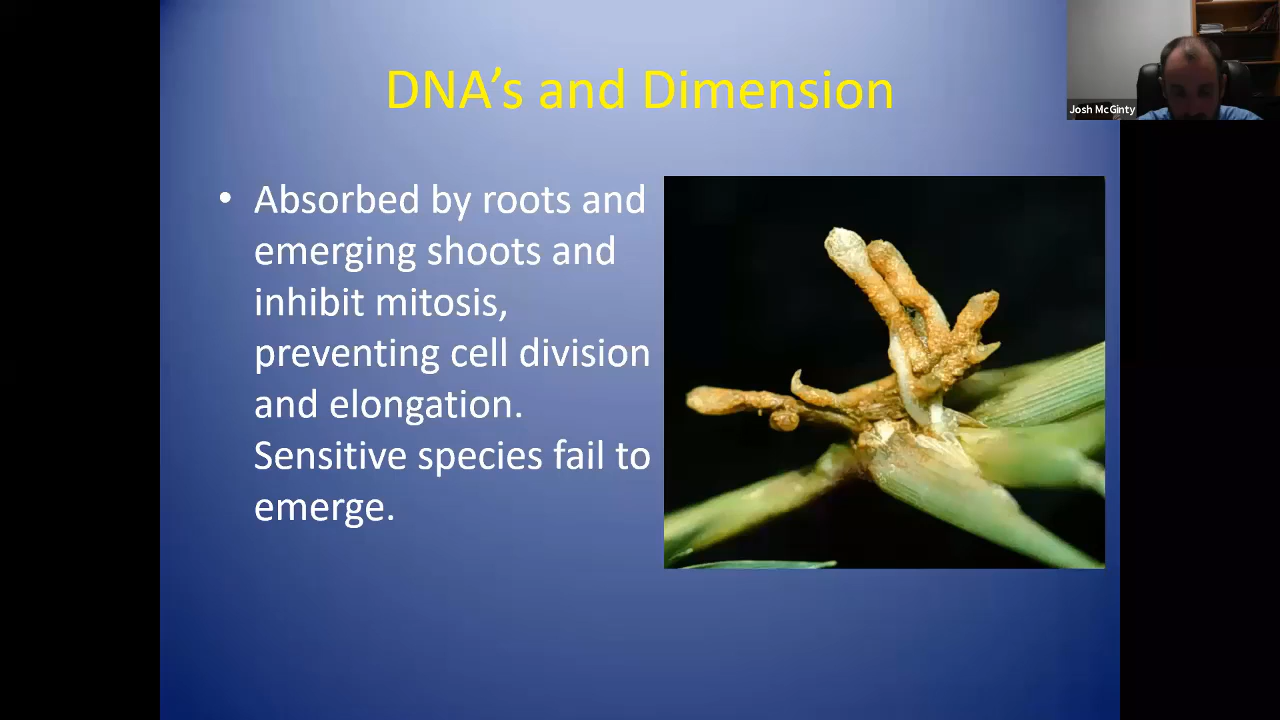 DNA’s and Dimension
Josh McGinty
• Absorbed by roots and
emerging shoots and
inhibit mitosis,
preventing cell division
and elongation.
Sensitive species fail to
emerge.